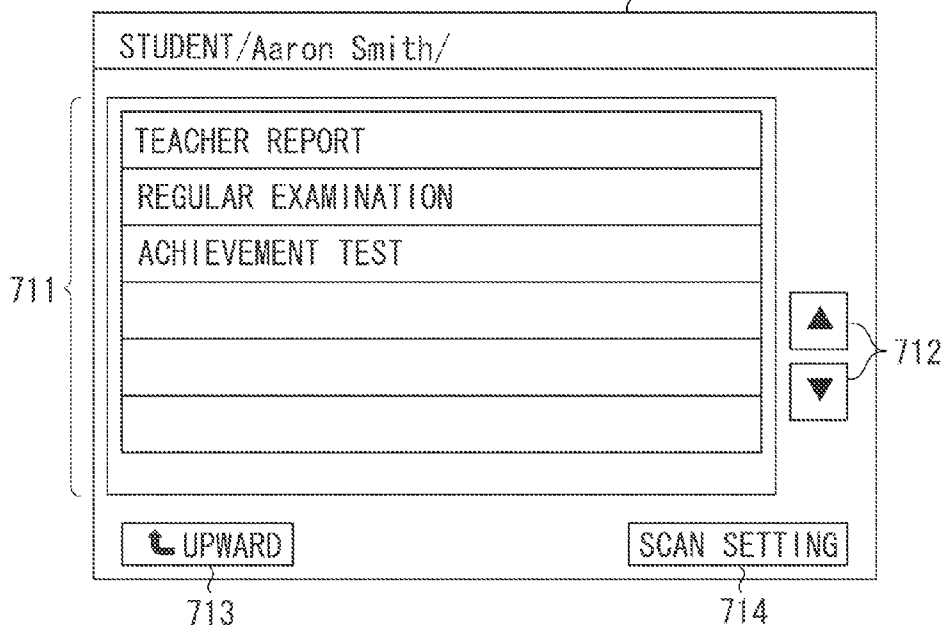 STUDENT/Aaron Smith/
TEACHER REPORT
REGULAR EXAMINATION
ACHIEVEMENT TEST
711
712
UPWARD
SCAN SETTING
713
714